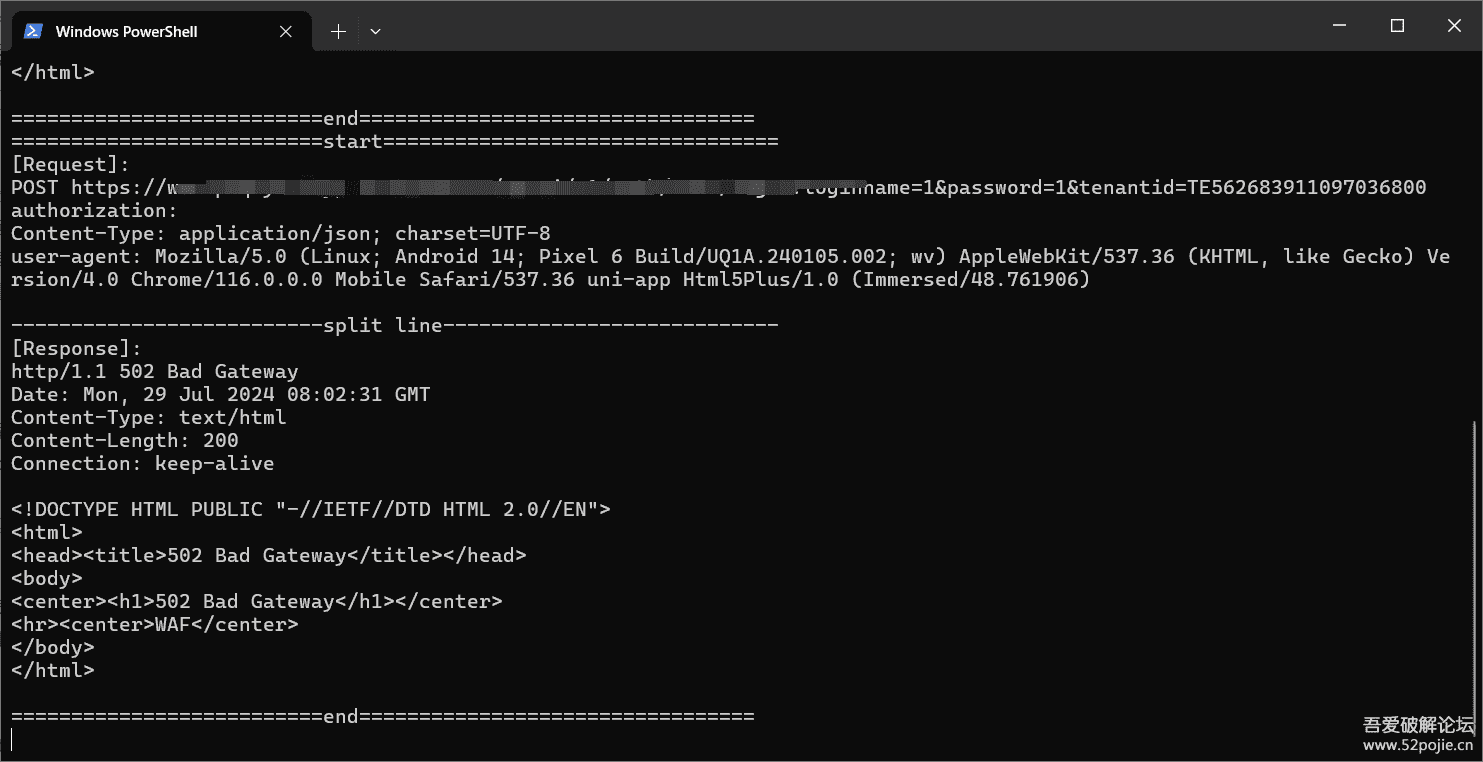 Windows PowerShell
</html>
==========================end=================================
==========================start=================================
[Request]:
POST https://w loginname=1&password=1&tenantid=TE562683911097036800
authorization:
Content-Type: application/json; charset=UTF-8
user-agent: Mozilla/5.0 (Linux; Android 14; Pixel 6 Build/UQ1A.240105.002; wv) AppleWebKit/537.36 (KHTML, like Gecko) Ve
rsion/4.0 Chrome/116.0.0.0 Mobile Safari/537.36 uni-app Html5Plus/1.0 (Immersed/48.761906)
--------------------------split line----------------------------
[Response]:
http/1.1 502 Bad Gateway
Date: Mon, 29 Jul 2024 08:02:31 GMT
Content-Type: text/html
Content-Length: 200
Connection: keep-alive
<!DOCTYPE HTML PUBLIC "-//IETF//DTD HTML 2.0//EN">
<html>
<head><title>502 Bad Gateway</title></head>
<body>
<center><h1>502 Bad Gateway</h1></center>
<hr><center>WAF</center>
</body>
</html>
==========================end=================================
吾爱破解论坛
www.52pojie.cn